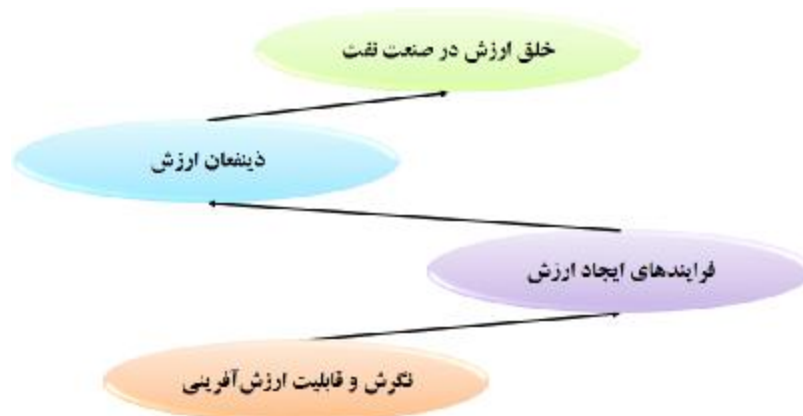 خلق ارزش در صنعت نفت
ذینفعان ارزش
فرایندهای ایجاد ارزش
نگرش و قابلیت ارزش‌آفرینی